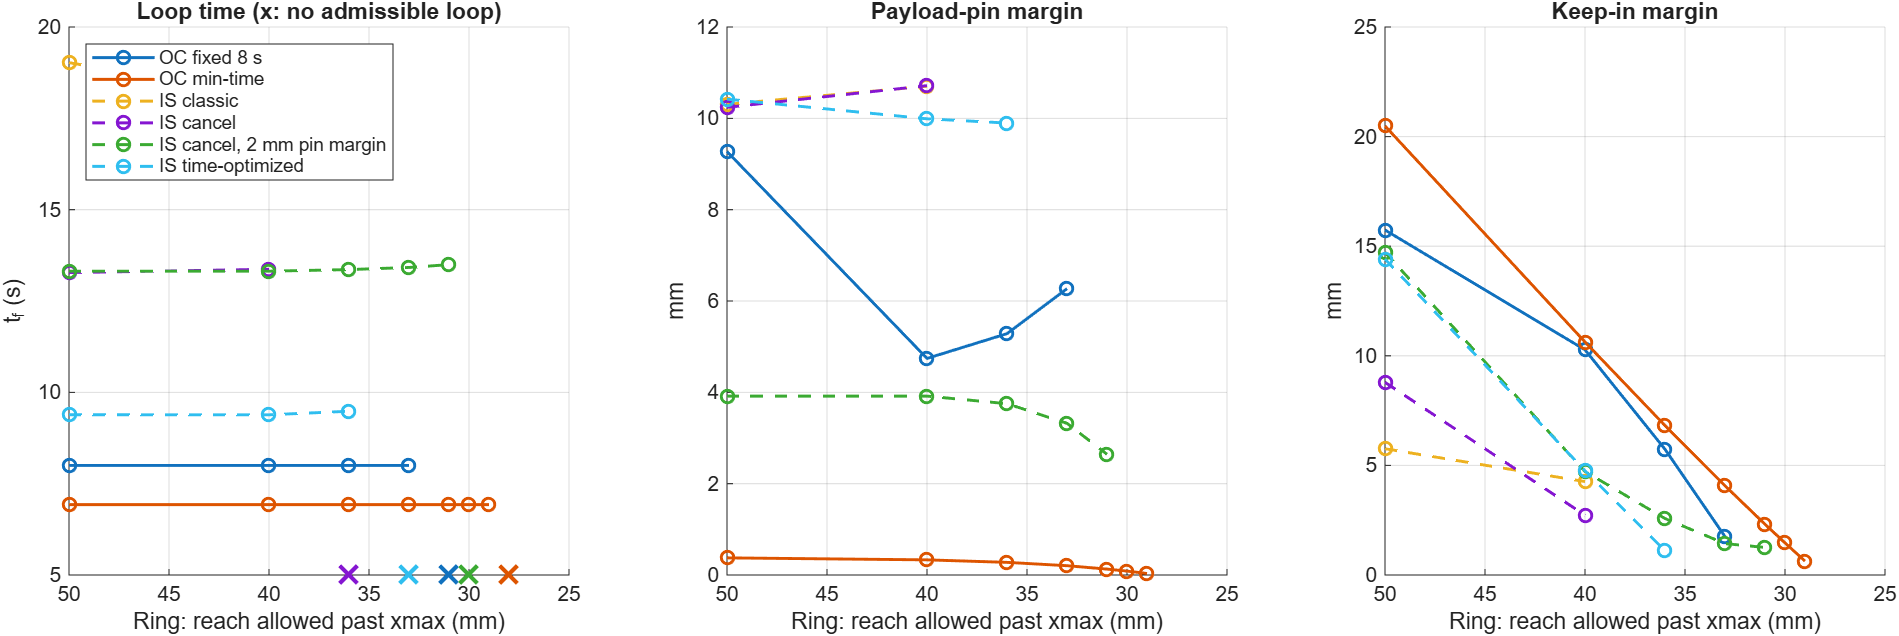 Loop time (x: no admissible loop)
20
15
10
5
50
45
40
35
30
25
t_f (s)
Ring: reach allowed past xmax (mm)
OC fixed 8 s
OC min-time
IS classic
IS cancel
IS cancel, 2 mm pin margin
IS time-optimized
Payload-pin margin
12
10
8
6
4
2
0
50
45
40
35
30
25
mm
Ring: reach allowed past xmax (mm)
Keep-in margin
25
20
15
10
5
0
50
45
40
35
30
25
mm
Ring: reach allowed past xmax (mm)